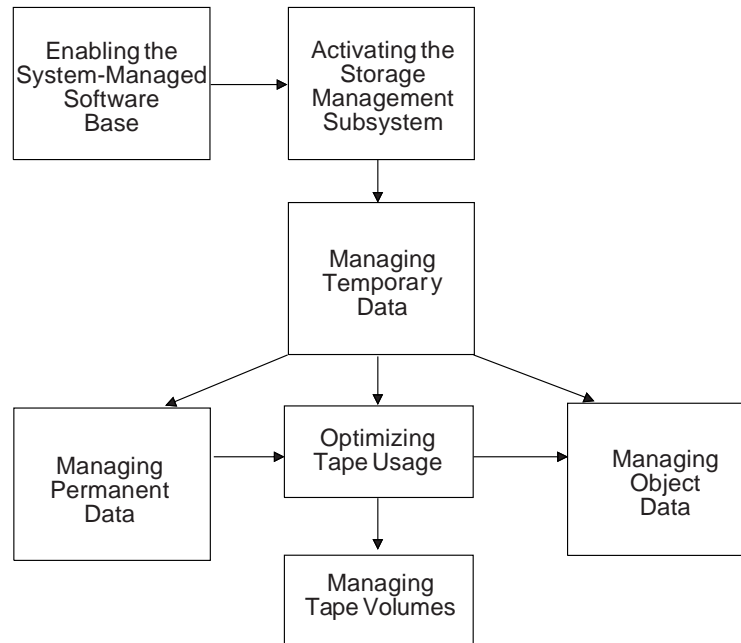 Enabling the
System-Managed
Software
Base
Activating the
Storage
Management
Subsystem
Managing
Temporary
Data
Managing
Permanent
Data
Optimizing
Tape Usage
Managing
Object
Data
Managing
Tape Volumes